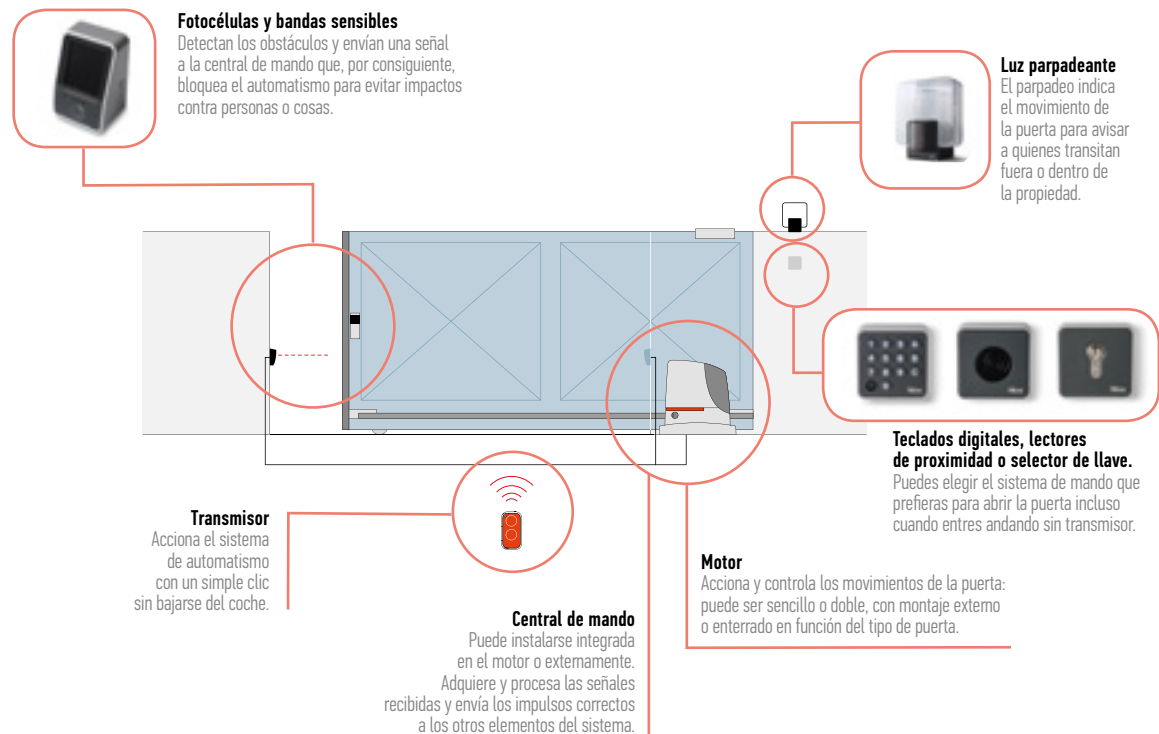 Fotocélulas y bandas sensibles
Detectan los obstáculos y envían una señal
a la central de mando que, por consiguiente,
bloquea el automatismo para evitar impactos
contra personas o cosas.
Luz parpadeante
El parpadeo indica
el movimiento de
la puerta para avisar
a quienes transitan
fuera o dentro de
la propiedad.
Teclados digitales, lectores
de proximidad o selector de llave.
Puedes elegir el sistema de mando que
prefieras para abrir la puerta incluso
cuando entres andando sin transmisor.
Transmisor
Acciona el sistema
de automatismo
con un simple clic
sin bajarse del coche.
Motor
Acciona y controla los movimientos de la puerta:
puede ser sencillo o doble, con montaje externo
o enterrado en función del tipo de puerta.
Central de mando
Puede instalarse integrada
en el motor o externamente.
Adquiere y procesa las señales
recibidas y envía los impulsos correctos
a los otros elementos del sistema.